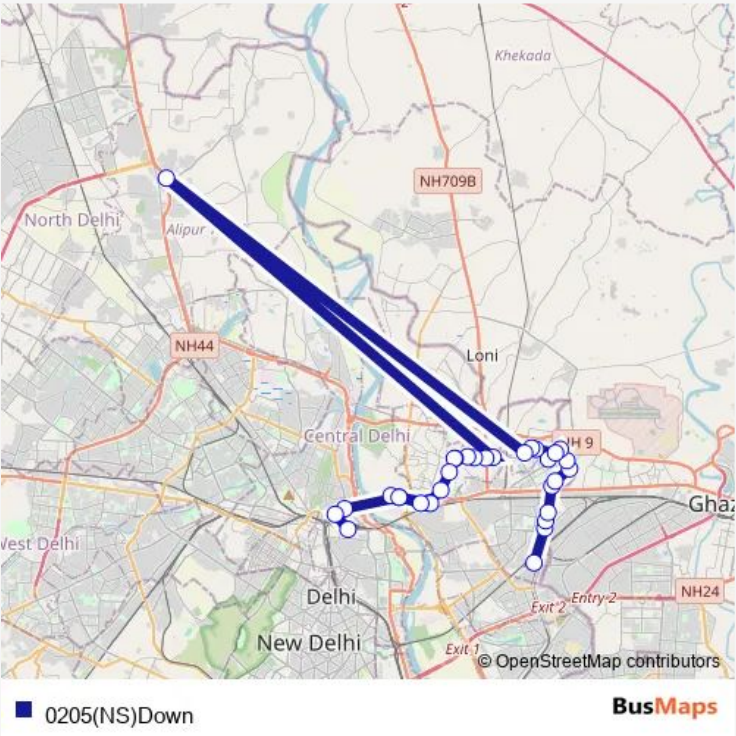 Khekada
NH709B
North Delhi
Alipur
NH44
Loni
Central Delhi
NH 9
Ghaz
West Delhi
Delhi
Entry 2
NH24
Exit 2
New Delhi
Exit 1
© OpenStreetMap contributors
0205(NS)Down
BusMaps